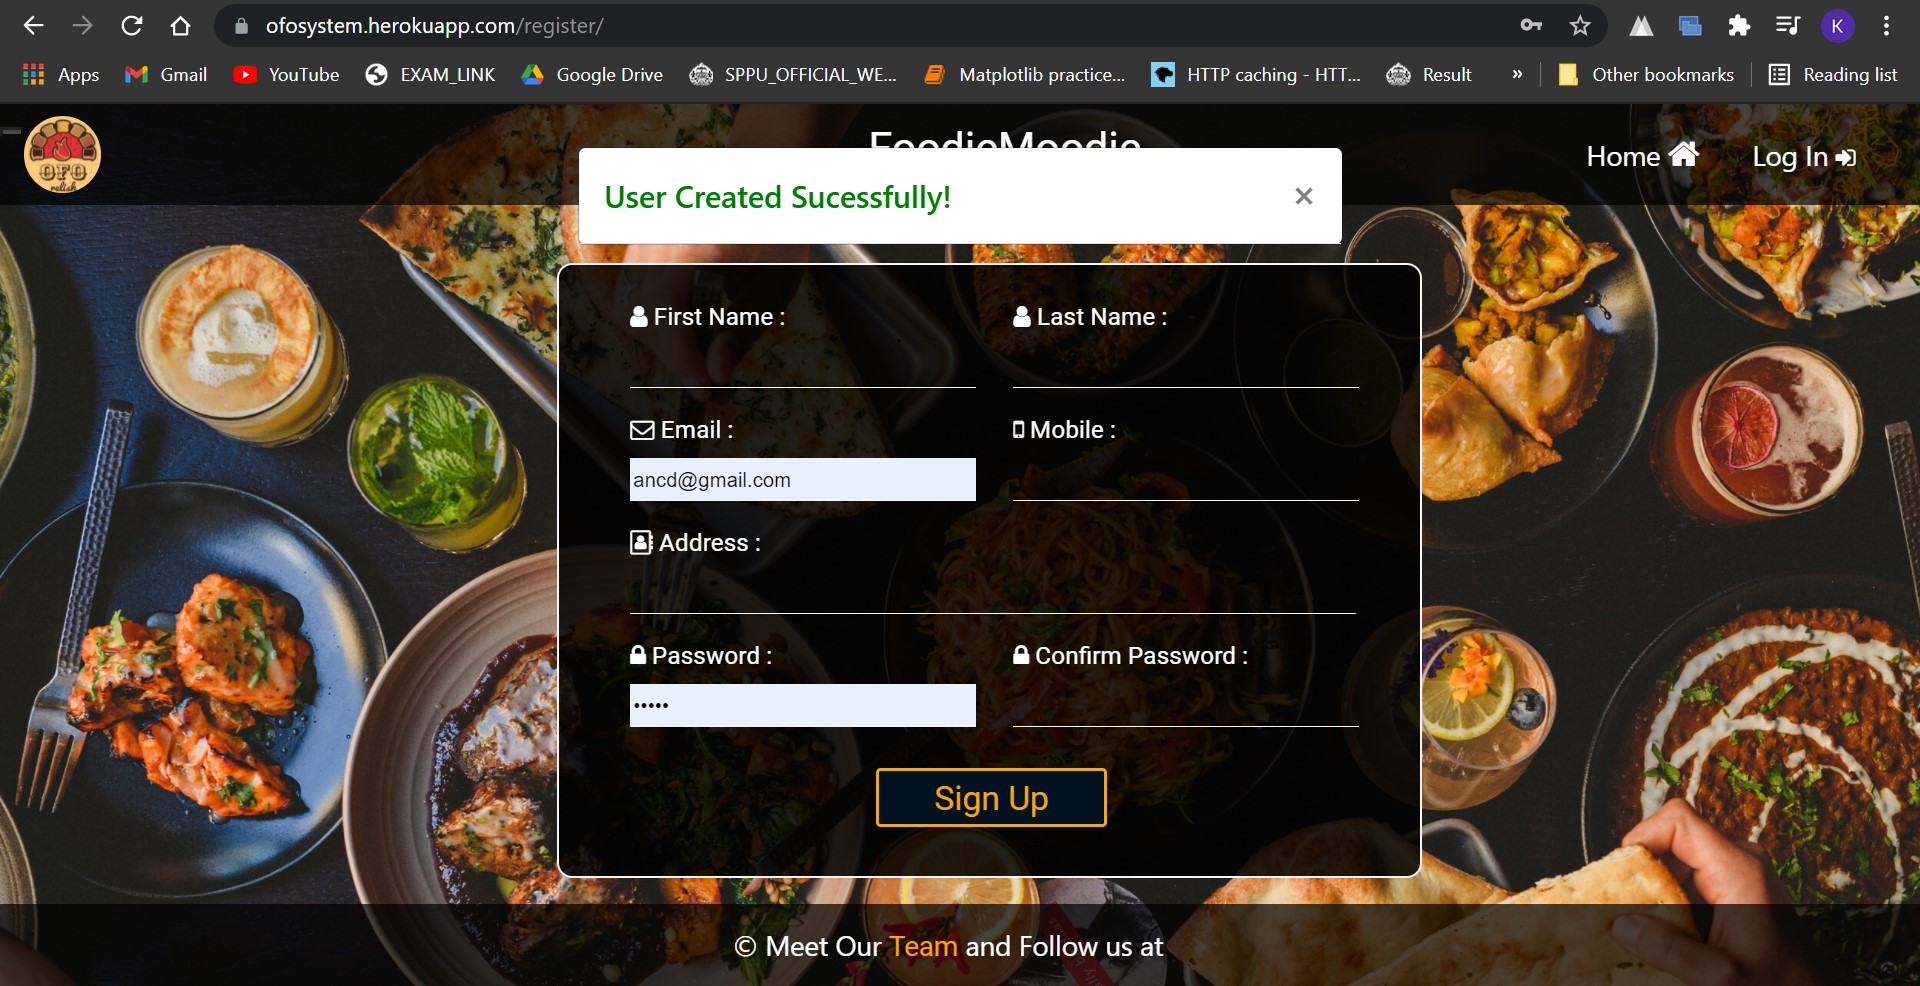 ofosystem.herokuapp.com/register/
K
Apps Gmail YouTube EXAM_LINK Google Drive SPPU_OFFICIAL_WE... Matplotlib practice... HTTP caching - HTT... Result » Other bookmarks Reading list
OFO
relish
FoodieMoodie
Home Log In
User Created Sucessfully! ×
First Name : Last Name :
Email : Mobile :
ancd@gmail.com
Address :
Password : Confirm Password :
•••••
Sign Up
© Meet Our Team and Follow us at